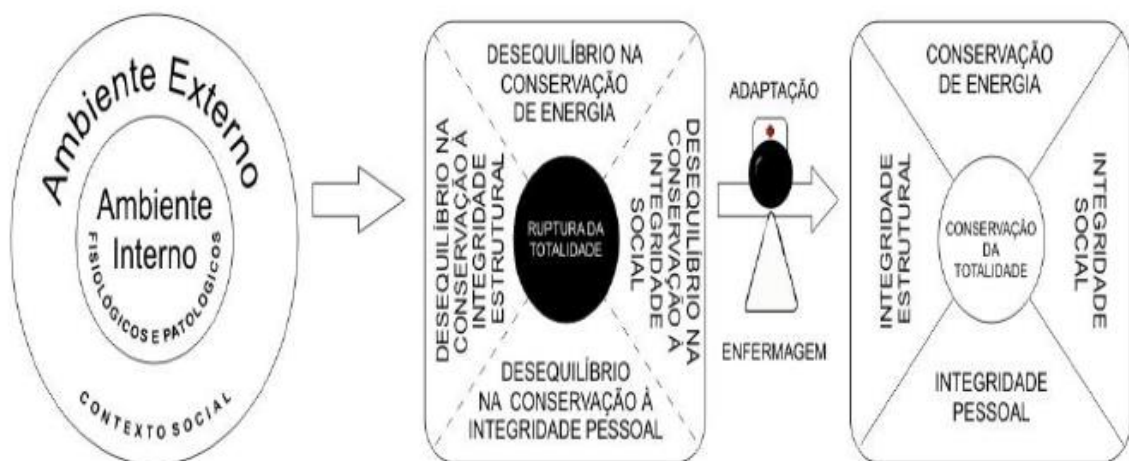 Ambiente Externo
Ambiente
Interno
FISIOLÓGICOS E PATOLÓGICOS
CONTEXTO SOCIAL
DESEQUILÍBRIO NA
CONSERVAÇÃO
DE ENERGIA
DESEQUILÍBRIO NA
CONSERVAÇÃO À
INTEGRIDADE
ESTRUTURAL
RUPTURA DA
TOTALIDADE
DESEQUILÍBRIO NA
CONSERVAÇÃO À
INTEGRIDADE
SOCIAL
DESEQUILÍBRIO
NA CONSERVAÇÃO À
INTEGRIDADE PESSOAL
ADAPTAÇÃO
ENFERMAGEM
CONSERVAÇÃO
DE ENERGIA
INTEGRIDADE
ESTRUTURAL
CONSERVAÇÃO
DA
TOTALIDADE
INTEGRIDADE
SOCIAL
INTEGRIDADE
PESSOAL